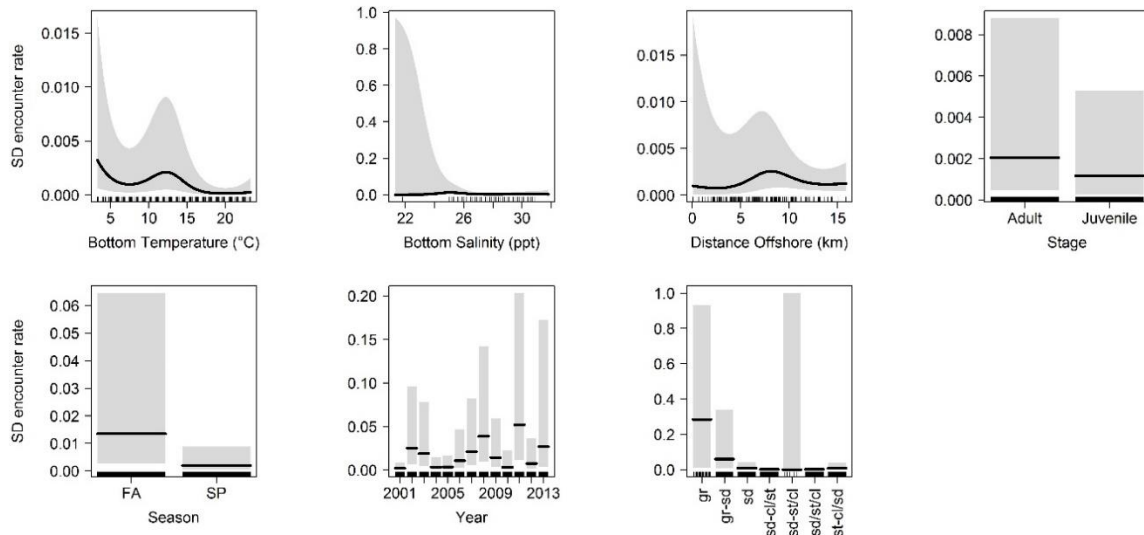 SD encounter rate
0.015
0.010
0.005
0.000
5 10 15 20
Bottom Temperature (°C)
1.0
0.8
0.6
0.4
0.2
0.0
22 26 30
Bottom Salinity (ppt)
0.015
0.010
0.005
0.000
0 5 10 15
Distance Offshore (km)
0.008
0.006
0.004
0.002
0.000
Adult Juvenile
Stage
SD encounter rate
0.06
0.05
0.04
0.03
0.02
0.01
0.00
FA SP
Season
0.20
0.15
0.10
0.05
0.00
2001 2005 2009 2013
Year
1.0
0.8
0.6
0.4
0.2
0.0
gr
gr-sd
sd
sd-cl/st
sd-st/cl
sd/st/cl
st-cl/sd